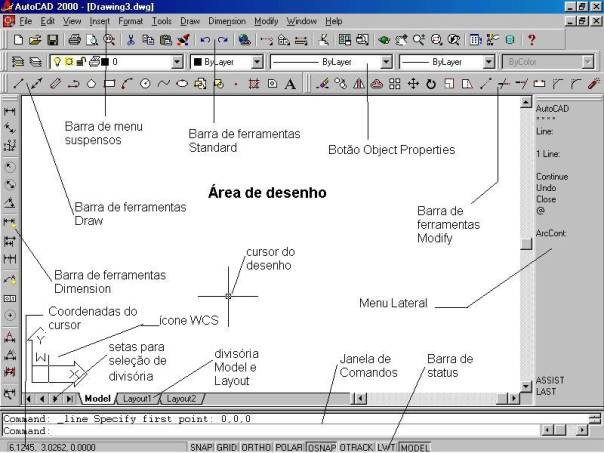 AutoCAD 2000 - [Drawing3.dwg]
File Edit View Insert Format Tools Draw Dimension Modify Window Help
0 ByLayer ByLayer ByLayer ByColor
A
AutoCAD
* * * *
Line:
1 Line:
Continue
Undo
Close
@
ArcCont:
Barra de menu
suspensos
Barra de ferramentas
Standard
Botão Object Properties
Área de desenho
Barra de ferramentas
Draw
Barra de
ferramentas
Modify
cursor do
desenho
Barra de ferramentas
Dimension
Menu Lateral
Coordenadas do
cursor
ícone WCS
Y
W
X
setas para
seleção de
divisória
divisória
Model e
Layout
Janela de
Comandos
Barra de
status
ASSIST
LAST
Model Layout1 Layout2
Command: _line Specify first point: 0,0,0
Command:
6.1245, 3.0262, 0.0000 SNAP GRID ORTHO POLAR OSNAP OTRACK LWT MODEL